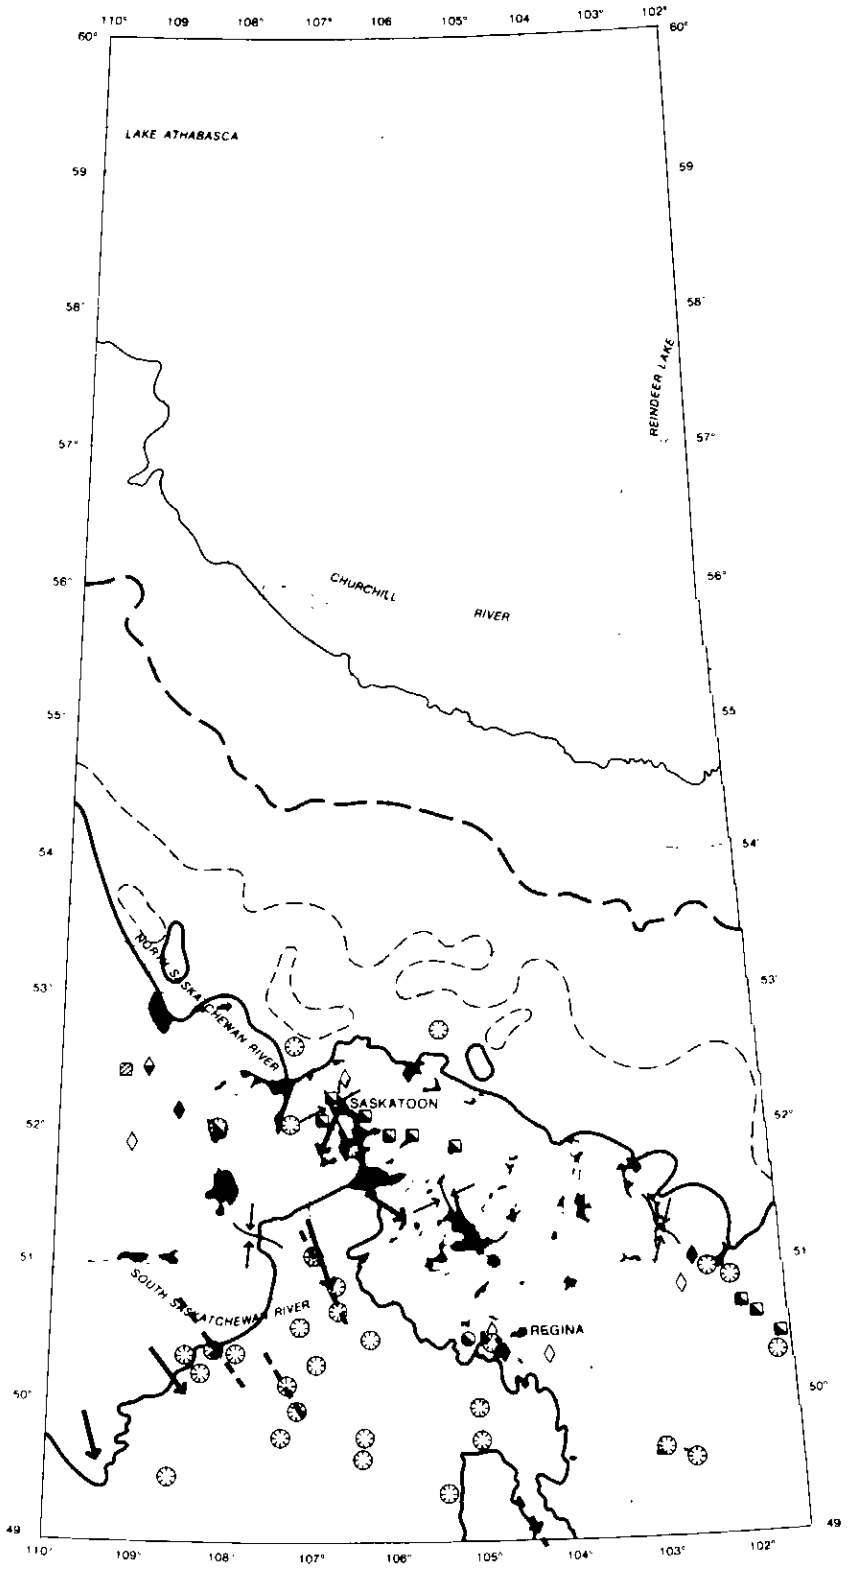 110° 109 108° 107° 106 105° 104 103° 102°
60° 60°
LAKE ATHABASCA
59 59
58° 58°
REINDEER LAKE
57° 57°
56° 56°
CHURCHILL RIVER
55° 55
54 54°
NORTH SASKATCHEWAN RIVER
53° 53°
SASKATOON
52° 52°
51 51
SOUTH SASKATCHEWAN RIVER
REGINA
50° 50°
49 49
110° 109° 108° 107° 106° 105° 104° 103° 102°